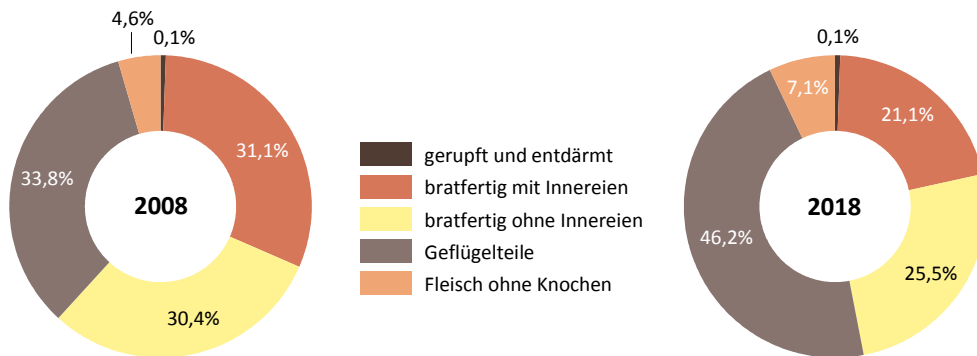 4,6%
0,1%
31,1%
33,8%
2008
30,4%
gerupft und entdärmt
bratfertig mit Innereien
bratfertig ohne Innereien
Geflügelteile
Fleisch ohne Knochen
0,1%
7,1%
21,1%
2018
46,2%
25,5%